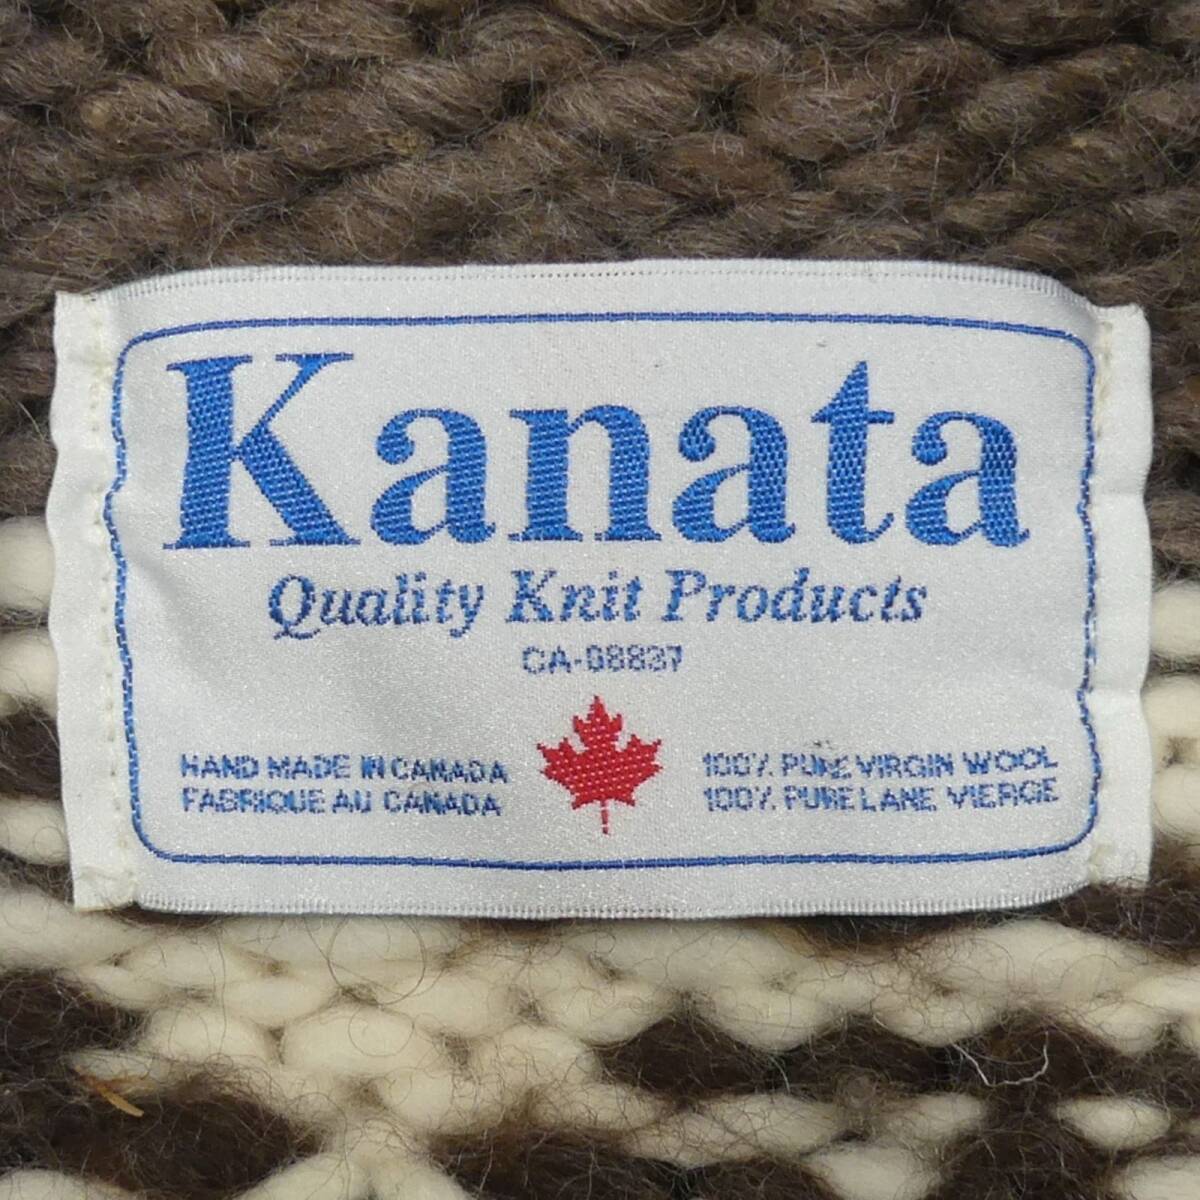 Kanata
Quality Knit Products
CA-08837
HAND MADE IN CANADA
FABRIQUE AU CANADA
100% PURE VIRGIN WOOL
100% PURE LANE VIERGE